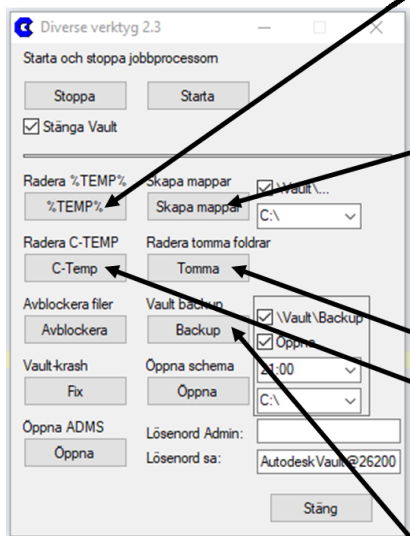 Diverse verktyg 2.3
Starta och stoppa jobbprocessorn
Stoppa Starta
Stänga Vault
Radera %TEMP% Skapa mappar \Vault\...
%TEMP% Skapa mappar C:\
Radera C-TEMP Radera tomma foldrar
C-Temp Tomma
Avblockera filer Vault backup \Vault\Backup
Avblockera Backup Öppna
Vault-krash Öppna schema 21:00
Fix Öppna C:\
Öppna ADMS Lösenord Admin:
Öppna Lösenord sa: AutodeskVault@26200
Stäng